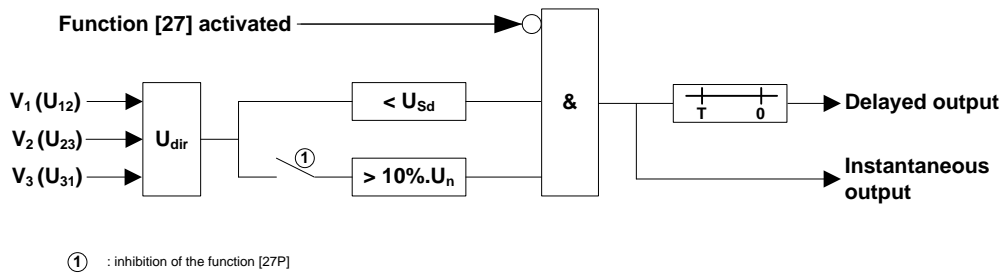 Function [27] activated
V1 (U12)
V2 (U23)
V3 (U31)
Udir
< USd
1
> 10%.Un
&
T 0
Delayed output
Instantaneous
output
1 : inhibition of the function [27P]